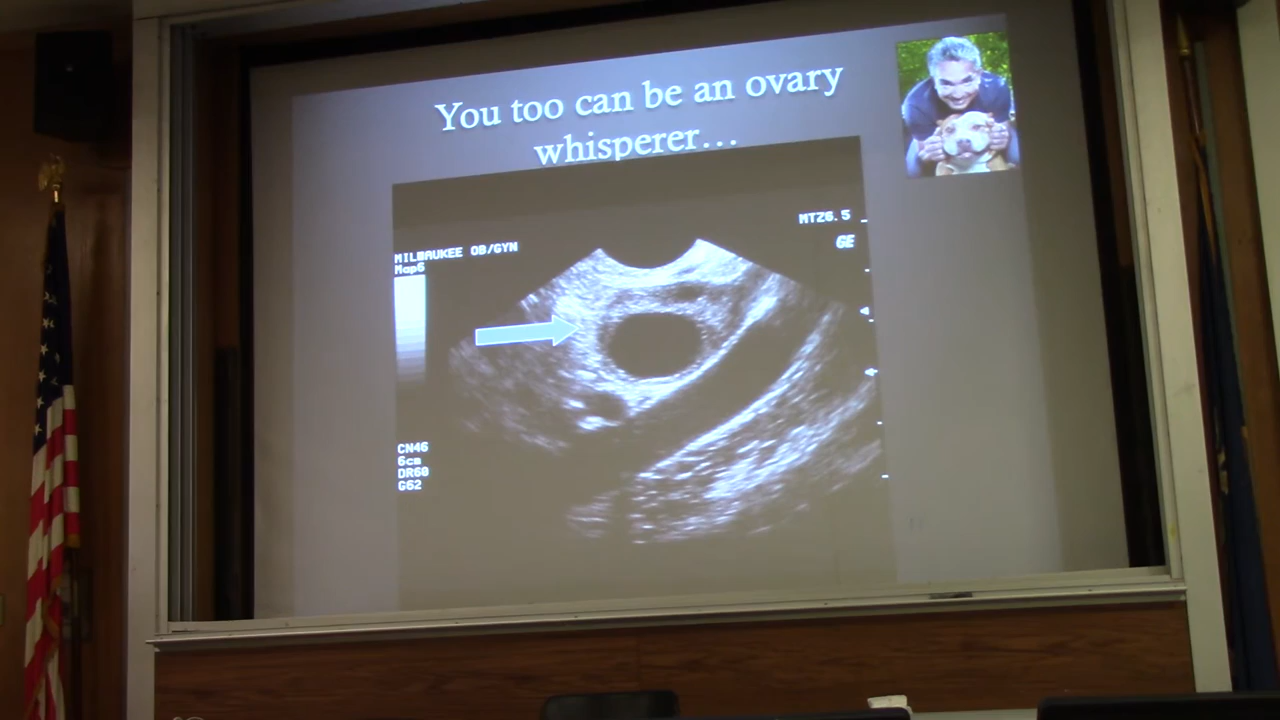 You too can be an ovary
whisperer...
MTZ6.5
GE
MILWAUKEE OB/GYN
Map6
CN46
6cm
DR60
G62